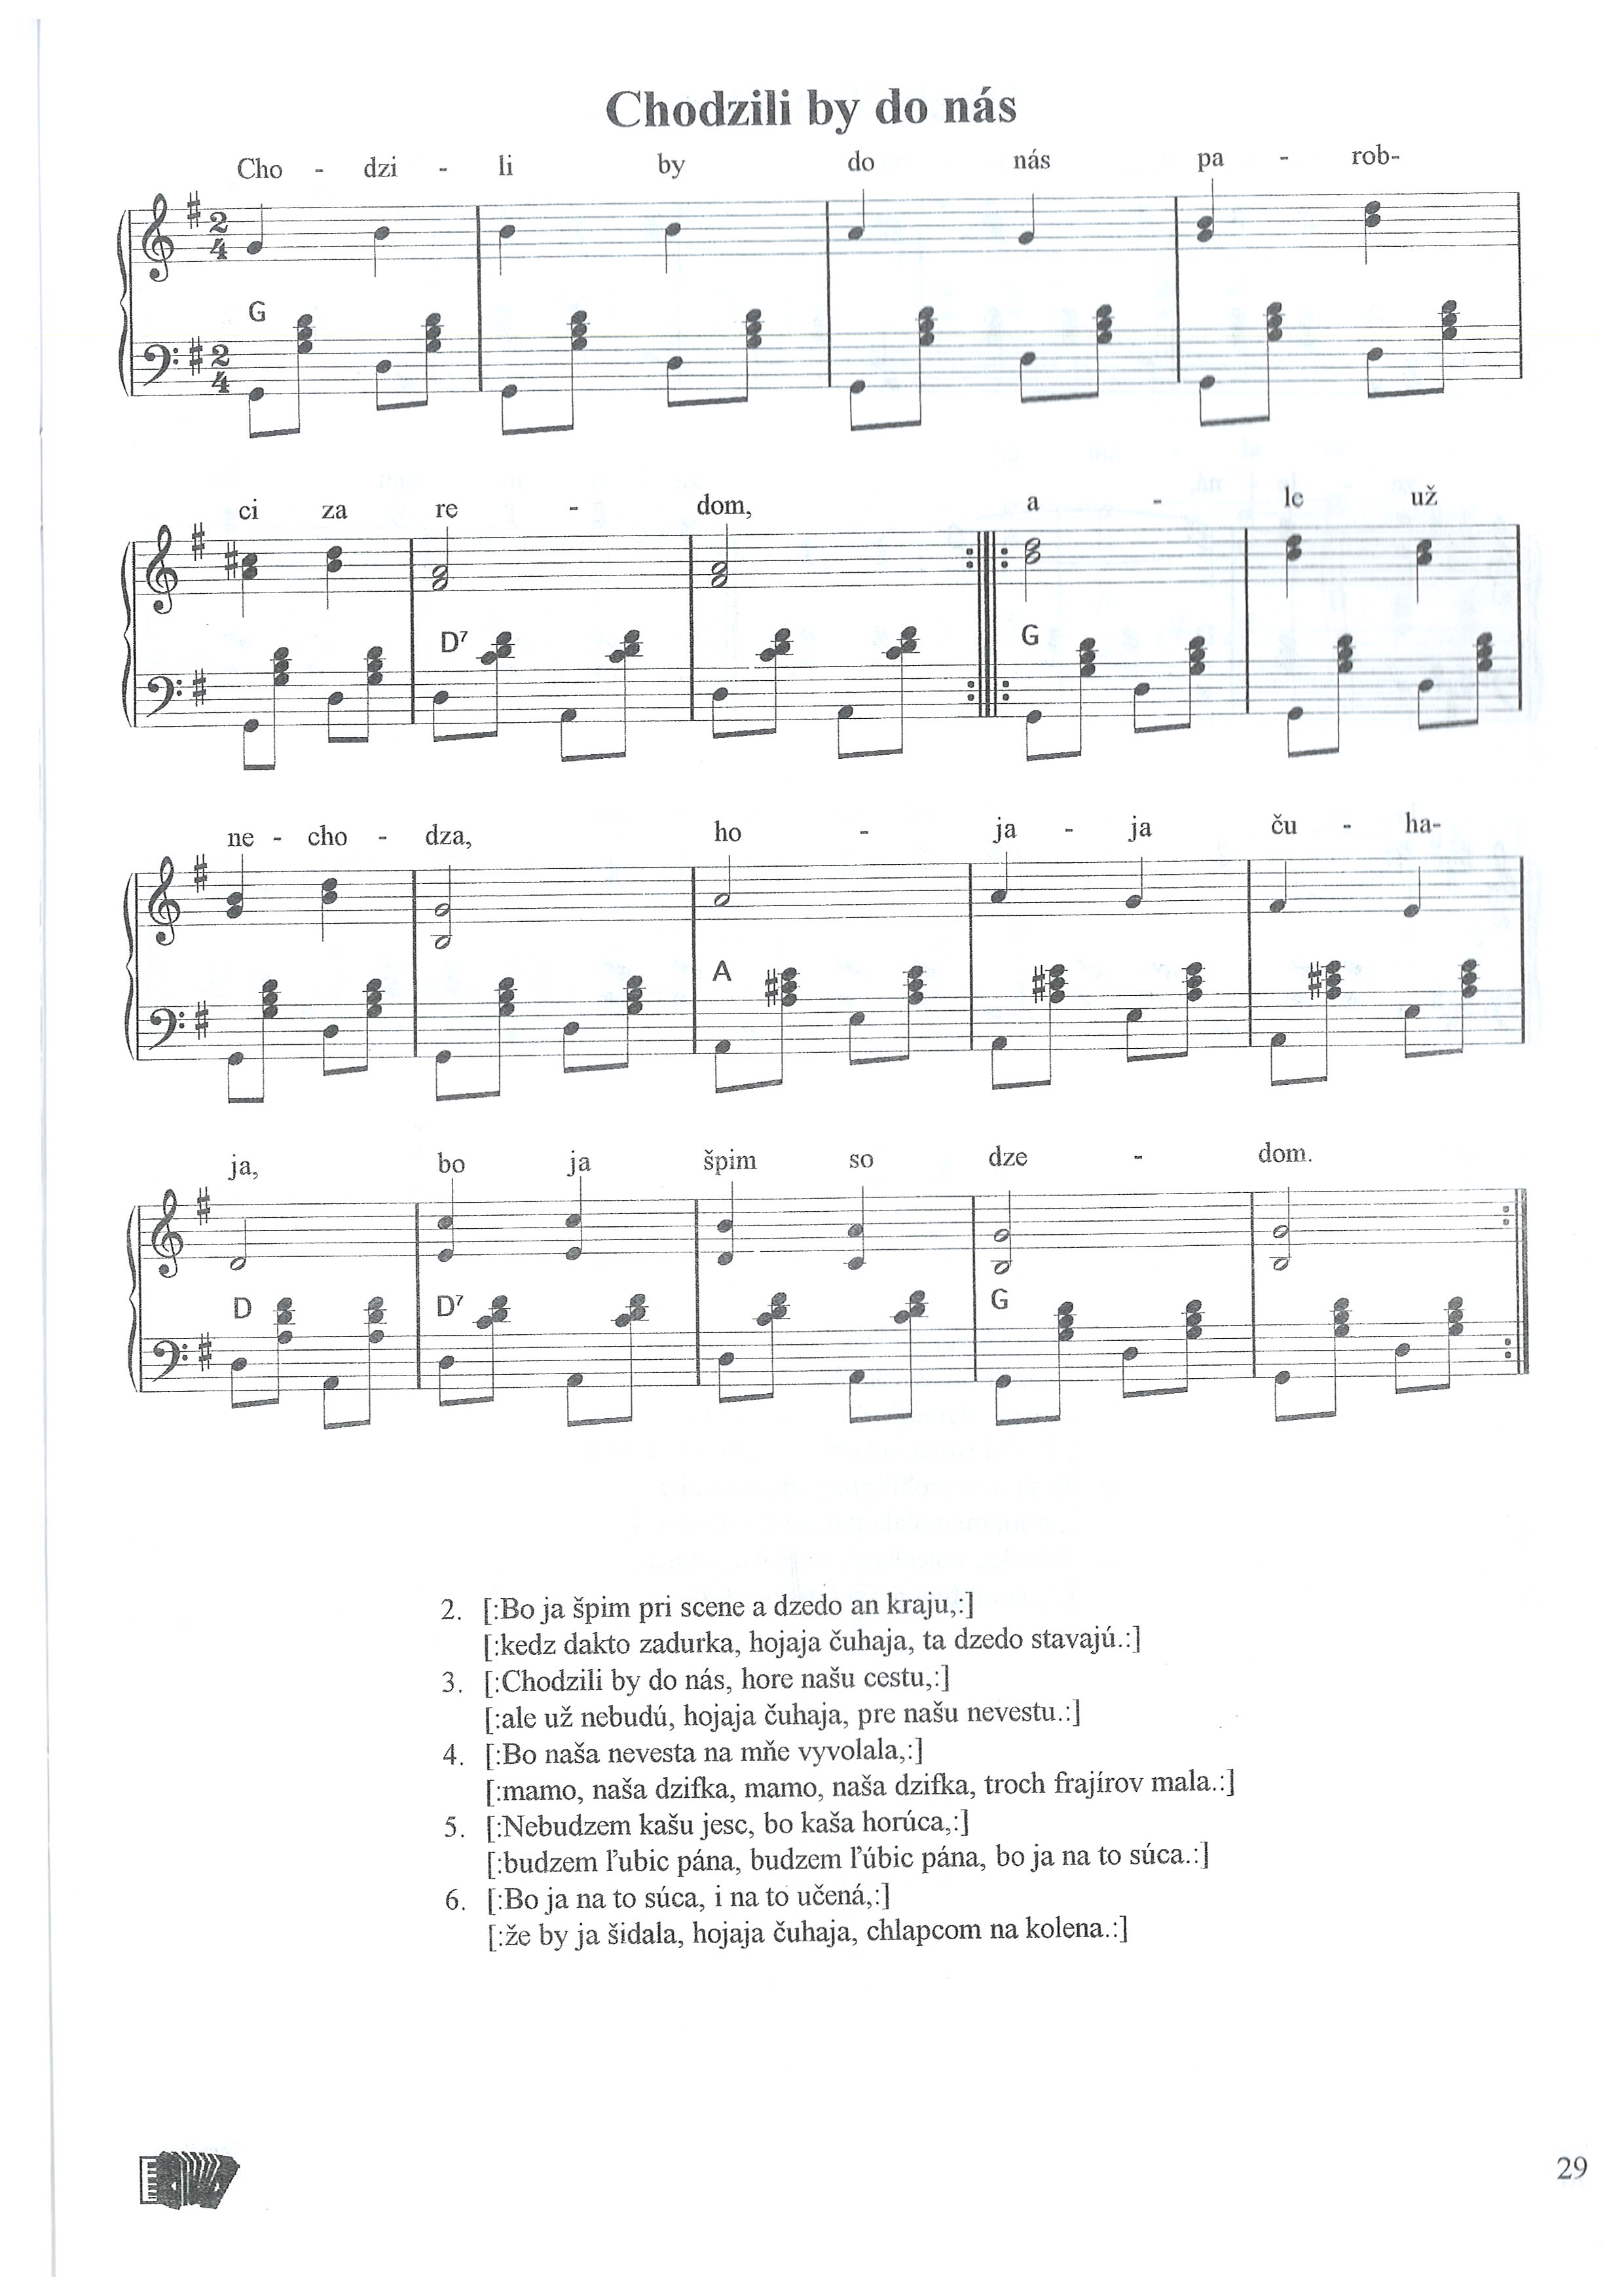 Chodzili by do nás
Cho - dzi - li by do nás pa - rob-
G
ci za re - dom, a - le už
D⁷ G
ne - cho - dza, ho - ja - ja ču - ha-
A
ja, bo ja špim so dze - dom.
D D⁷ G
2. [:Bo ja špim pri scene a dzedo an kraju,:]
[:kedz dakto zadurka, hojaja čuhaja, ta dzedo stavajú.:]
3. [:Chodzili by do nás, hore našu cestu,:]
[:ale už nebudú, hojaja čuhaja, pre našu nevestu.:]
4. [:Bo naša nevesta na mňe vyvolala,:]
[:mamo, naša dzifka, mamo, naša dzifka, troch frajírov mala.:]
5. [:Nebudzem kašu jesc, bo kaša horúca,:]
[:budzem ľubic pána, budzem ľúbic pána, bo ja na to súca.:]
6. [:Bo ja na to súca, i na to učená,:]
[:že by ja šidala, hojaja čuhaja, chlapcom na kolena.:]
29